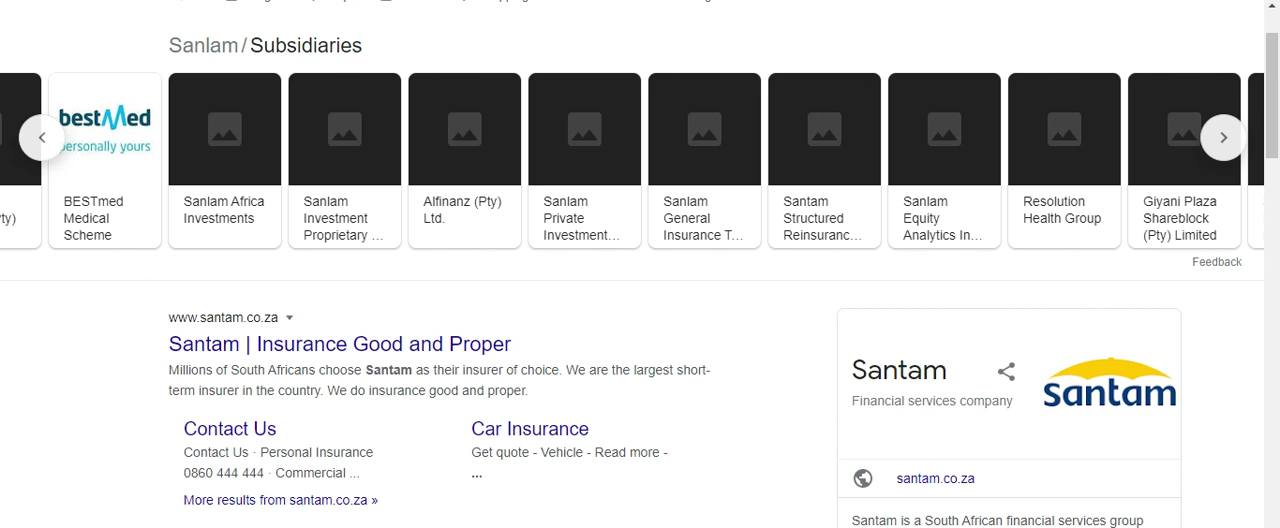 Sanlam / Subsidiaries
bestMed
personally yours
BESTmed
Medical
Scheme
Sanlam Africa
Investments
Sanlam
Investment
Proprietary ...
Alfinanz (Pty)
Ltd.
Sanlam
Private
Investment...
Sanlam
General
Insurance T...
Santam
Structured
Reinsuranc...
Sanlam
Equity
Analytics In...
Resolution
Health Group
Giyani Plaza
Shareblock
(Pty) Limited
Feedback
www.santam.co.za
Santam | Insurance Good and Proper
Millions of South Africans choose Santam as their insurer of choice. We are the largest short-
term insurer in the country. We do insurance good and proper.
Contact Us
Contact Us · Personal Insurance
0860 444 444 · Commercial ...
Car Insurance
Get quote - Vehicle - Read more -
...
More results from santam.co.za »
Santam
Financial services company
santam
santam.co.za
Santam is a South African financial services group